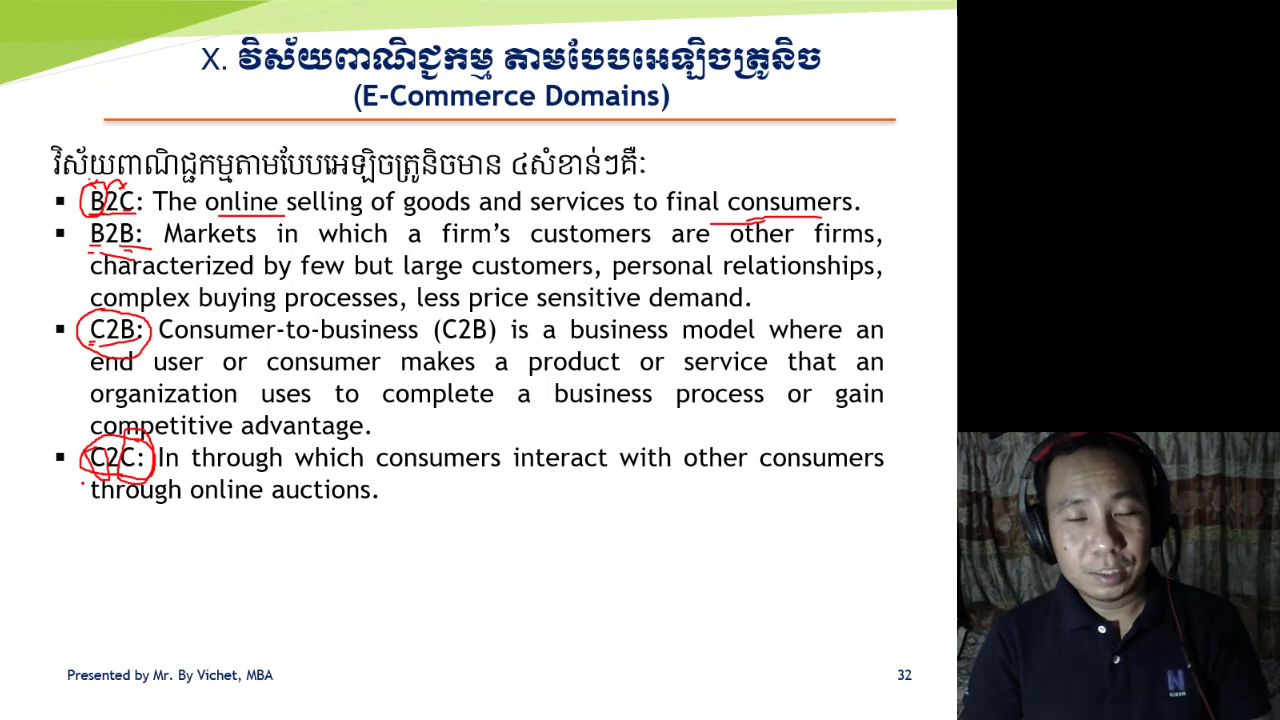 X. វិស័យពាណិជ្ជកម្ម តាមបែបអេឡិចត្រូនិច
(E-Commerce Domains)
វិស័យពាណិជ្ជកម្មតាមបែបអេឡិចត្រូនិចមាន ៤សំខាន់ៗគឺ:
▪ B2C: The online selling of goods and services to final consumers.
▪ B2B: Markets in which a firm’s customers are other firms,
characterized by few but large customers, personal relationships,
complex buying processes, less price sensitive demand.
▪ C2B: Consumer-to-business (C2B) is a business model where an
end user or consumer makes a product or service that an
organization uses to complete a business process or gain
competitive advantage.
▪ C2C: In through which consumers interact with other consumers
through online auctions.
Presented by Mr. By Vichet, MBA
32
N